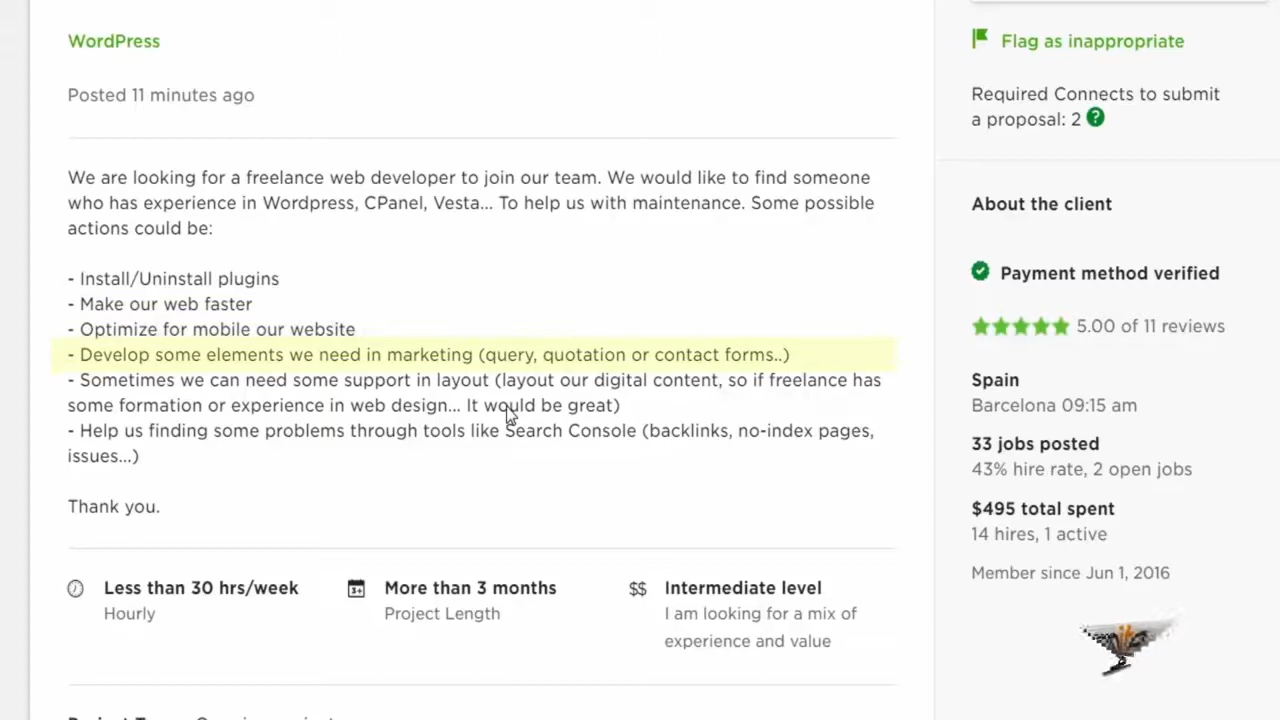 WordPress
Posted 11 minutes ago
We are looking for a freelance web developer to join our team. We would like to find someone
who has experience in Wordpress, CPanel, Vesta... To help us with maintenance. Some possible
actions could be:
- Install/Uninstall plugins
- Make our web faster
- Optimize for mobile our website
- Develop some elements we need in marketing (query, quotation or contact forms..)
- Sometimes we can need some support in layout (layout our digital content, so if freelance has
some formation or experience in web design... It would be great)
- Help us finding some problems through tools like Search Console (backlinks, no-index pages,
issues...)
Thank you.
Less than 30 hrs/week
Hourly
More than 3 months
Project Length
$$ Intermediate level
I am looking for a mix of
experience and value
Flag as inappropriate
Required Connects to submit
a proposal: 2
About the client
Payment method verified
5.00 of 11 reviews
Spain
Barcelona 09:15 am
33 jobs posted
43% hire rate, 2 open jobs
$495 total spent
14 hires, 1 active
Member since Jun 1, 2016